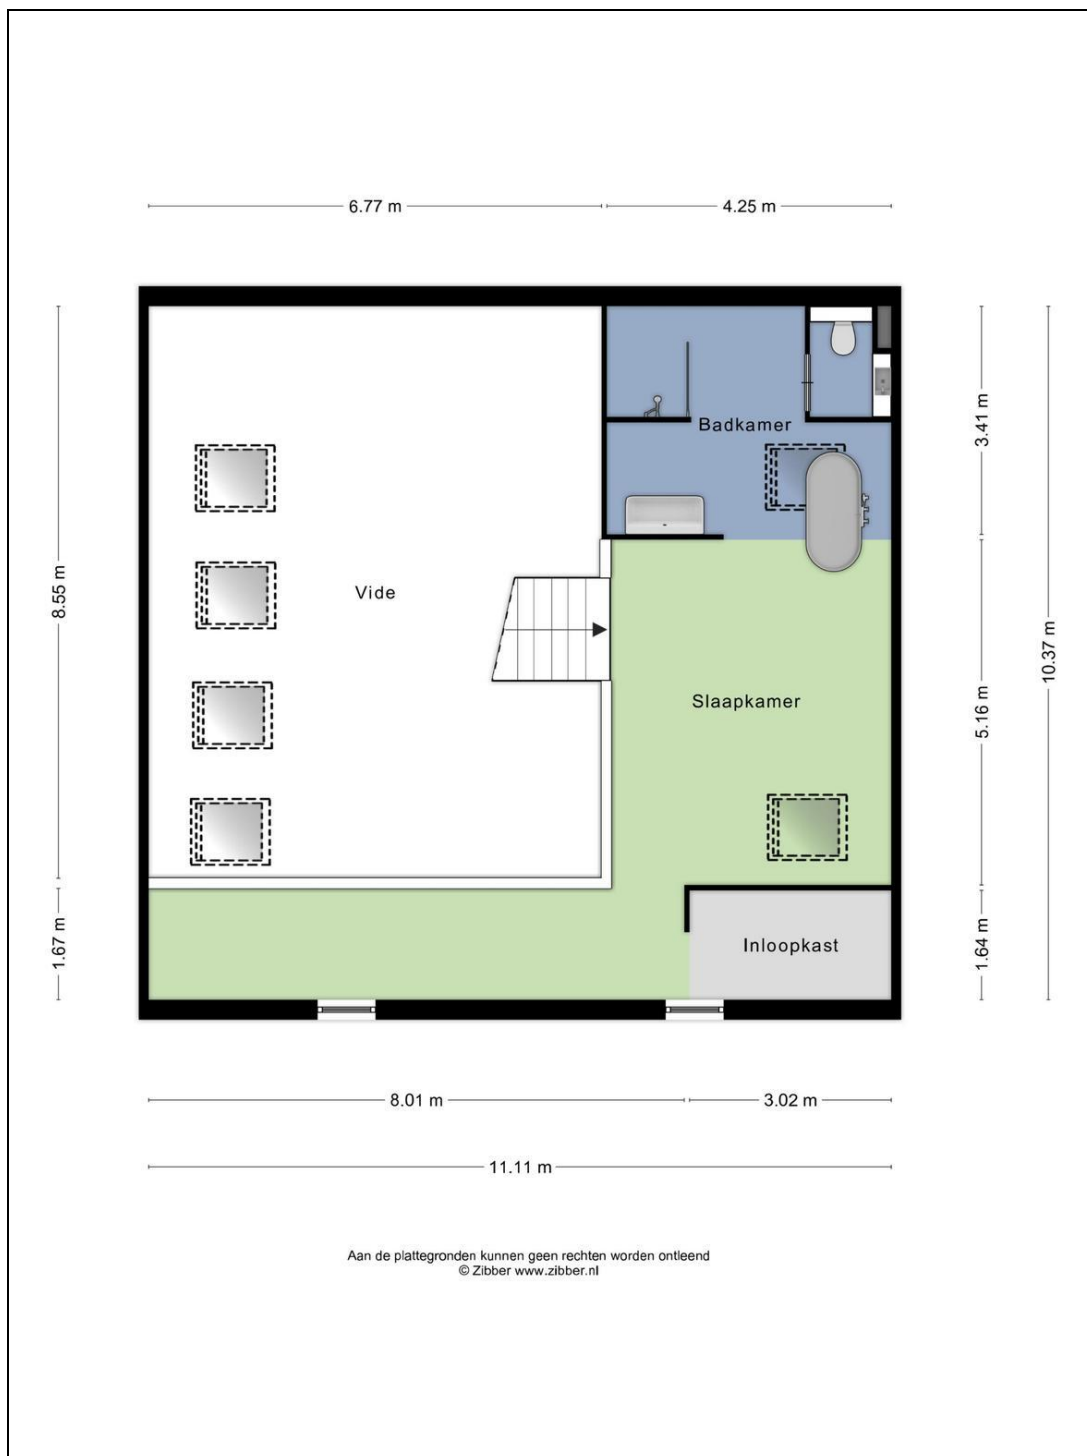 6.77 m
4.25 m
Badkamer
3.41 m
8.55 m
Vide
10.37 m
Slaapkamer
5.16 m
1.67 m
Inloopkast
1.64 m
8.01 m
3.02 m
11.11 m
Aan de plattegronden kunnen geen rechten worden ontleend
© Zibber www.zibber.nl